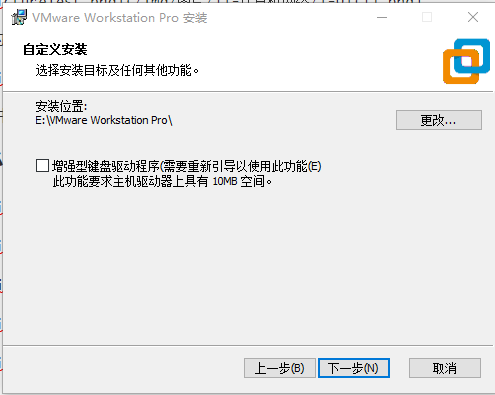 VMware Workstation Pro 安装
自定义安装
选择安装目标及任何其他功能。
安装位置:
E:\VMware Workstation Pro\
更改...
增强型键盘驱动程序(需要重新引导以使用此功能(E)
此功能要求主机驱动器上具有 10MB 空间。
上一步(B)
下一步(N)
取消